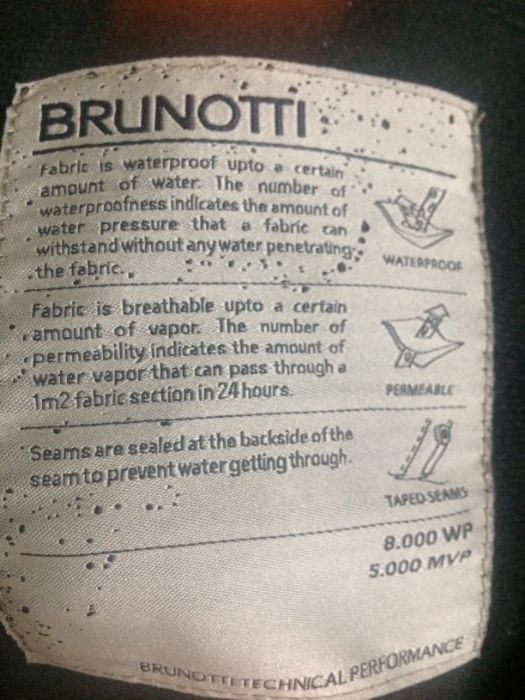 BRUNOTTI
Fabric is waterproof upto a certain
amount of water. The number of
waterproofness indicates the amount of
water pressure that a fabric can
withstand without any water penetrating
the fabric.
WATERPROOF
Fabric is breathable upto a certain
amount of vapor. The number of
permeability indicates the amount of
water vapor that can pass through a
1m2 fabric section in 24 hours.
PERMEABLE
Seams are sealed at the backside of the
seam to prevent water getting through.
TAPED SEAMS
8.000 WP
5.000 MVP
BRUNOTTI TECHNICAL PERFORMANCE